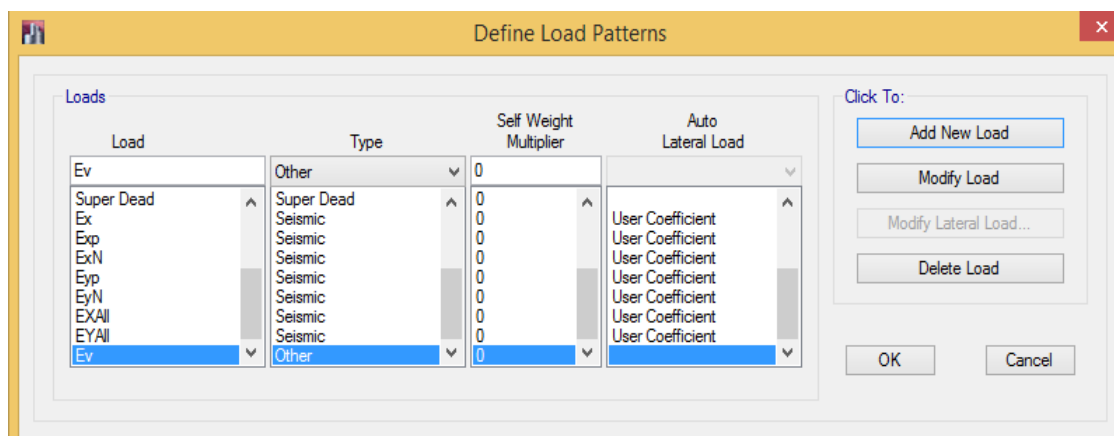 Define Load Patterns
Loads
Click To:
Load Type Self Weight Multiplier Auto Lateral Load
Ev Other 0
Super Dead Super Dead 0
Ex Seismic 0 User Coefficient
Exp Seismic 0 User Coefficient
ExN Seismic 0 User Coefficient
Eyp Seismic 0 User Coefficient
EyN Seismic 0 User Coefficient
EXAll Seismic 0 User Coefficient
EYAll Seismic 0 User Coefficient
Ev Other 0
Add New Load
Modify Load
Modify Lateral Load...
Delete Load
OK Cancel